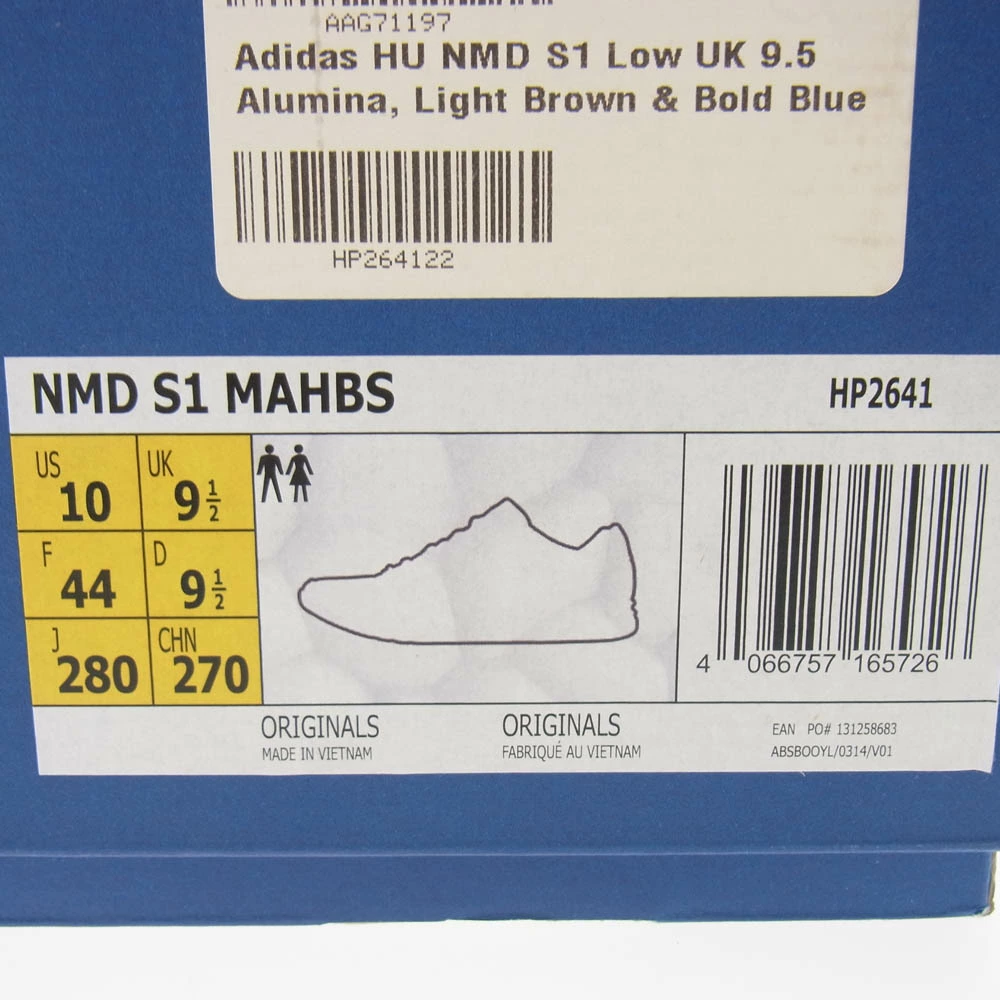 AAG71197
Adidas HU NMD S1 Low UK 9.5
Alumina, Light Brown & Bold Blue
HP264122
NMD S1 MAHBS HP2641
US 10 UK 9 1/2
F 44 D 9 1/2
J 280 CHN 270
4 066757 165726
ORIGINALS ORIGINALS EAN PO# 131258683
MADE IN VIETNAM FABRIQUÉ AU VIETNAM ABSBOOYL/0314/V01